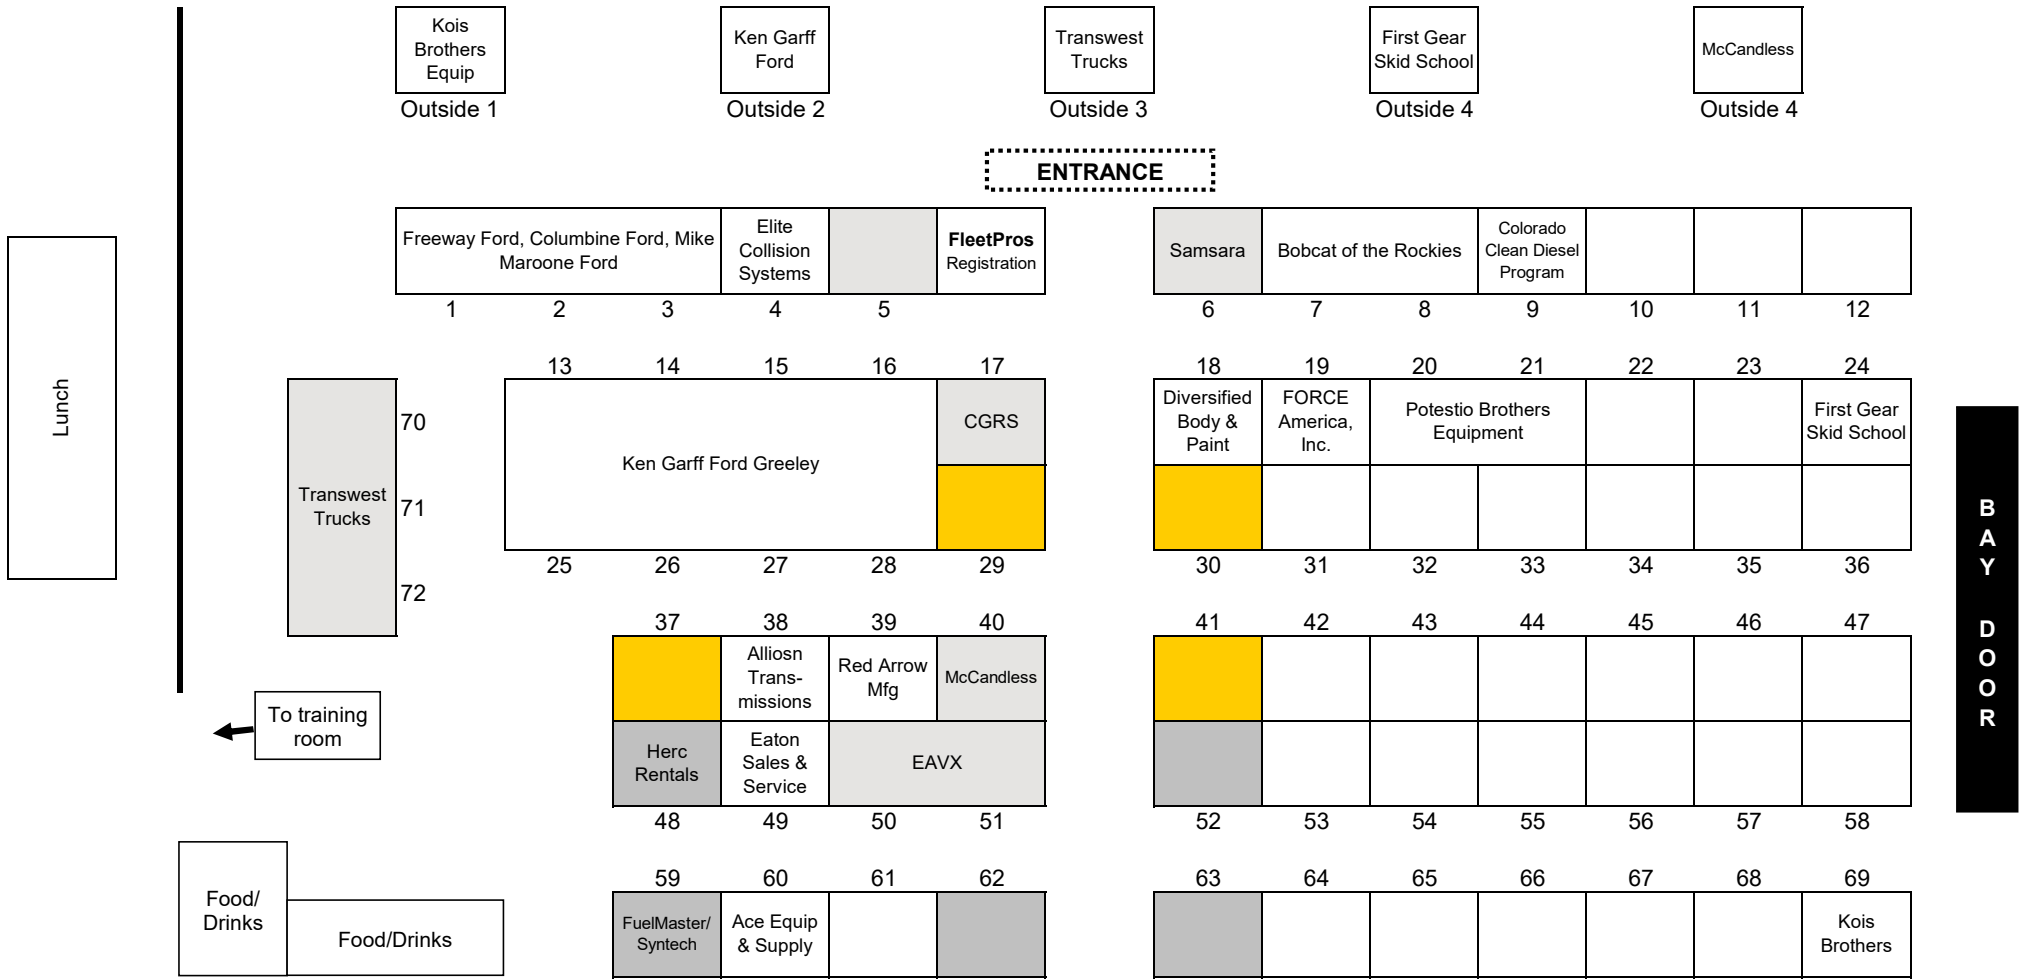 Kois
Brothers
Equip
Ken Garff
Ford
Transwest
Trucks
First Gear
Skid School
McCandless
Outside 1
Outside 2
Outside 3
Outside 4
Outside 4
ENTRANCE
Freeway Ford, Columbine Ford, Mike
Maroone Ford
Elite
Collision
Systems
FleetPros
Registration
Samsara
Bobcat of the Rockies
Colorado
Clean Diesel
Program
1 2 3 4 5 6 7 8 9 10 11 12
Lunch
13 14 15 16 17 18 19 20 21 22 23 24
Transwest
Trucks
70
71
72
Ken Garff Ford Greeley
CGRS
Diversified
Body &
Paint
FORCE
America,
Inc.
Potestio Brothers
Equipment
First Gear
Skid School
25 26 27 28 29 30 31 32 33 34 35 36
BAY DOOR
37 38 39 40 41 42 43 44 45 46 47
Alliosn
Trans-
missions
Red Arrow
Mfg
McCandless
To training
room
Herc
Rentals
Eaton
Sales &
Service
EAVX
48 49 50 51 52 53 54 55 56 57 58
59 60 61 62 63 64 65 66 67 68 69
Food/
Drinks
Food/Drinks
FuelMaster/
Syntech
Ace Equip
& Supply
Kois
Brothers